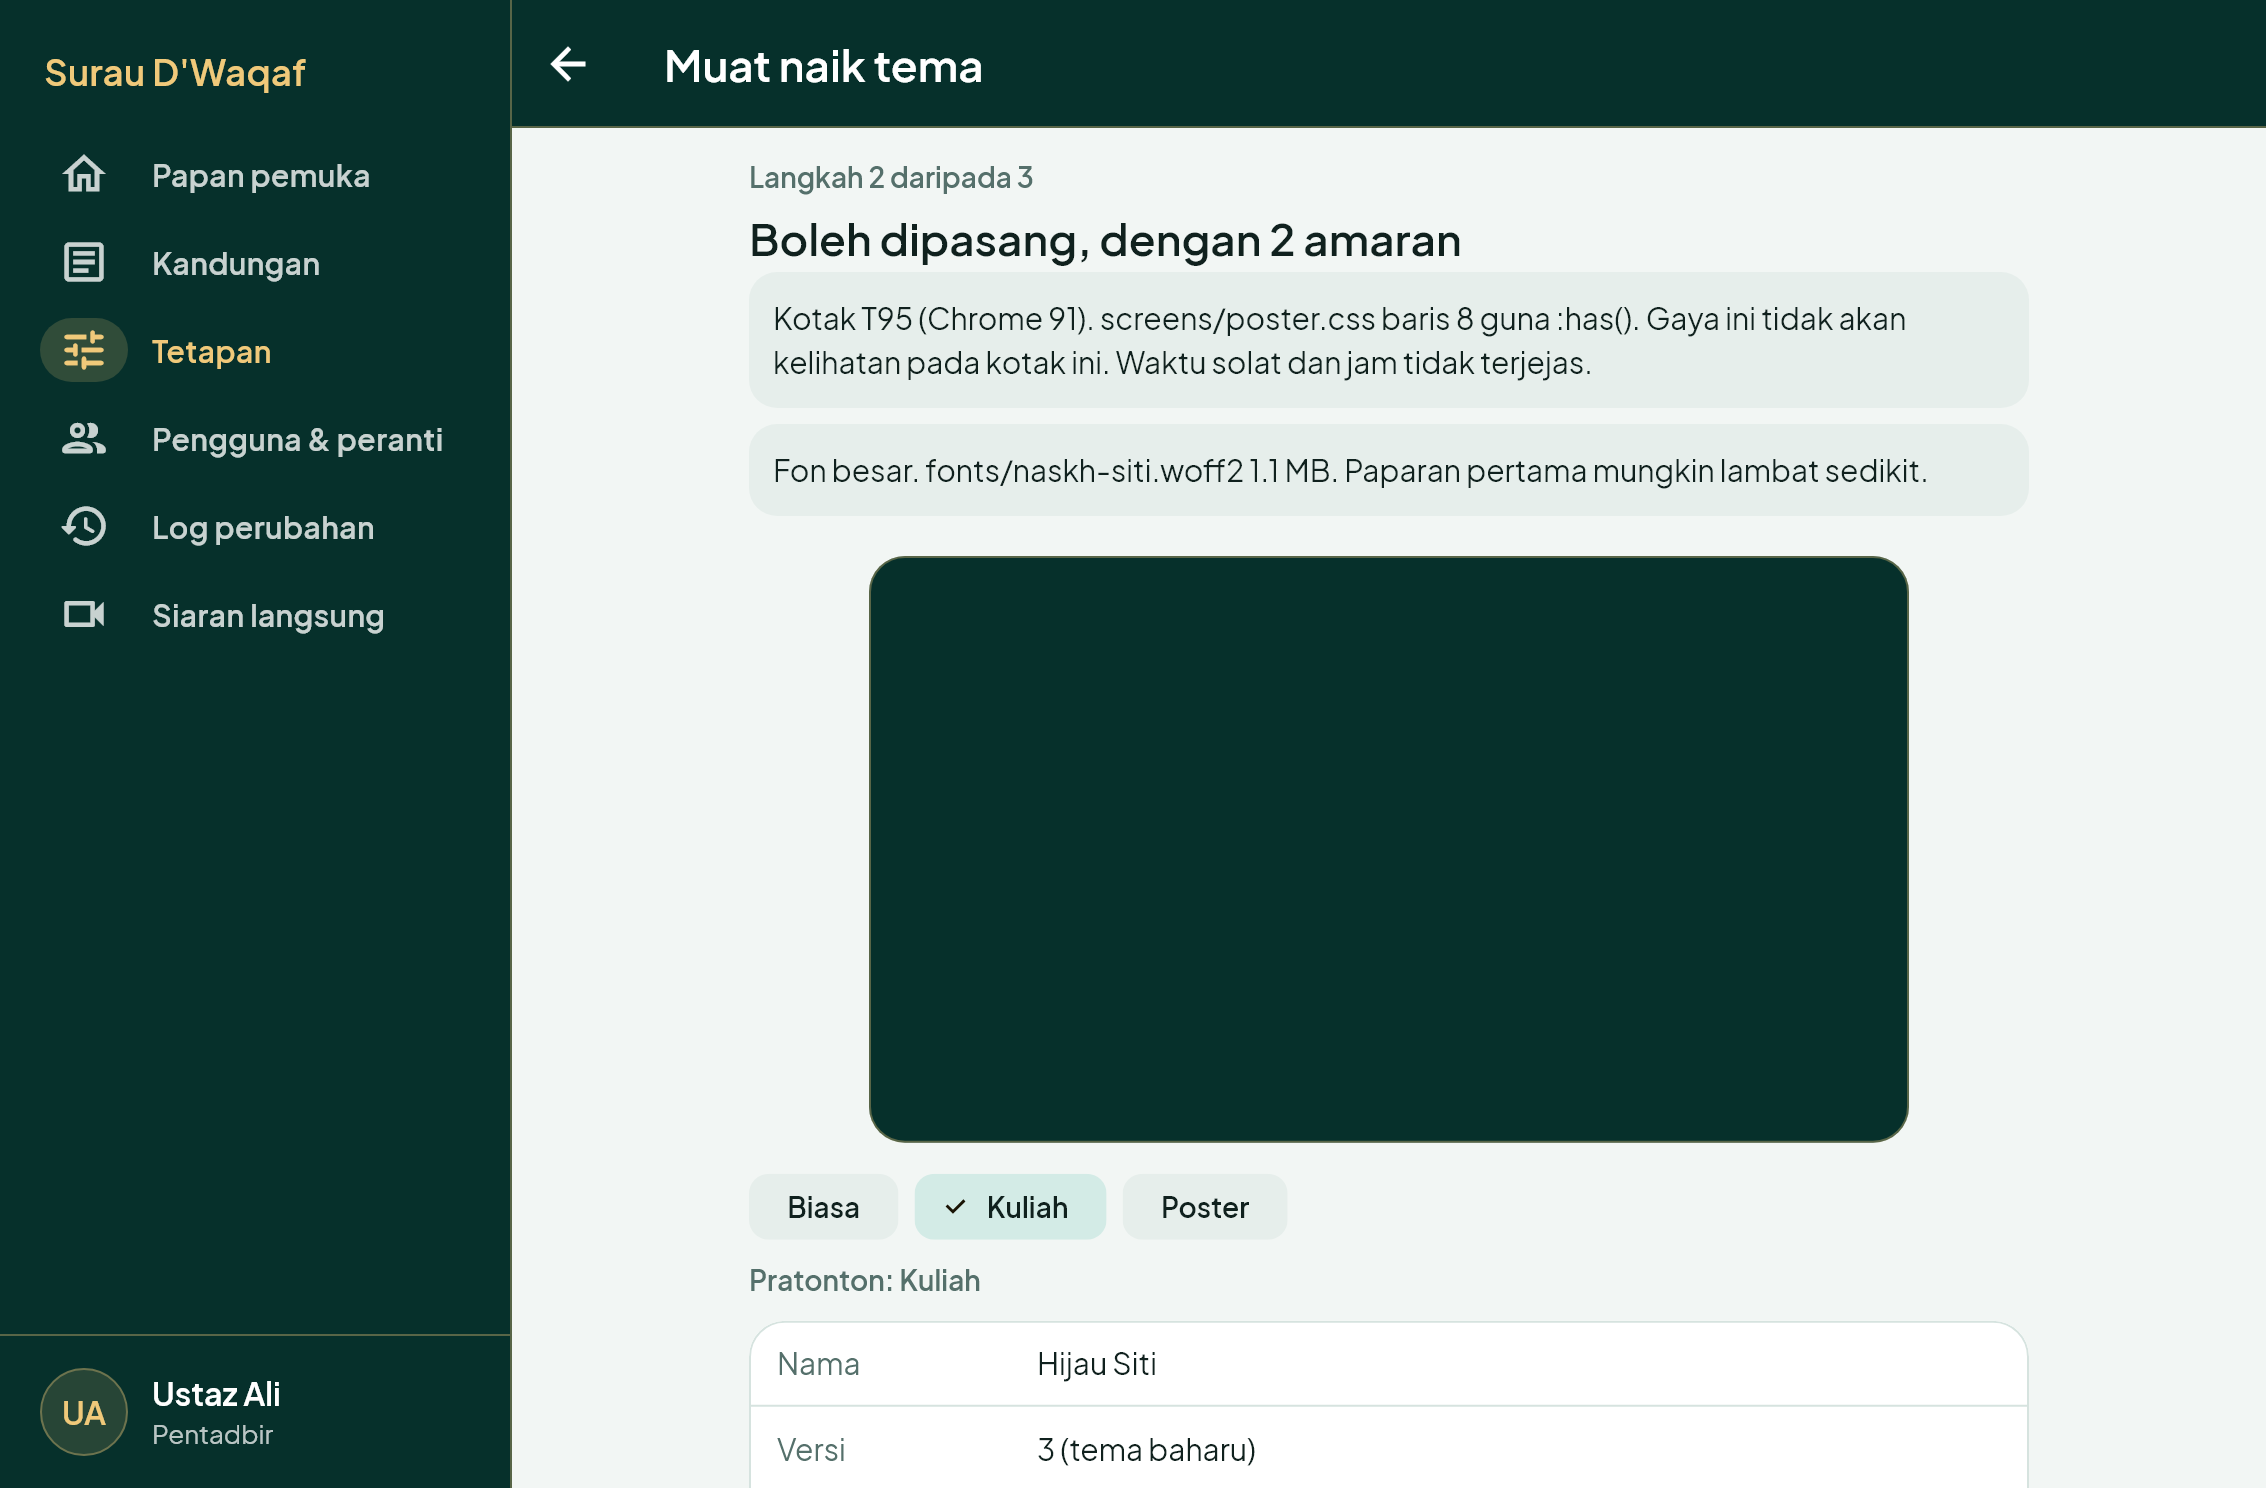 Surau D'Waqaf
Papan pemuka
Kandungan
Tetapan
Pengguna & peranti
Log perubahan
Siaran langsung
UA
Ustaz Ali
Pentadbir
Muat naik tema
Langkah 2 daripada 3
Boleh dipasang, dengan 2 amaran
Kotak T95 (Chrome 91). screens/poster.css baris 8 guna :has(). Gaya ini tidak akan
kelihatan pada kotak ini. Waktu solat dan jam tidak terjejas.
Fon besar. fonts/naskh-siti.woff2 1.1 MB. Paparan pertama mungkin lambat sedikit.
Biasa
Kuliah
Poster
Pratonton: Kuliah
Nama
Hijau Siti
Versi
3 (tema baharu)